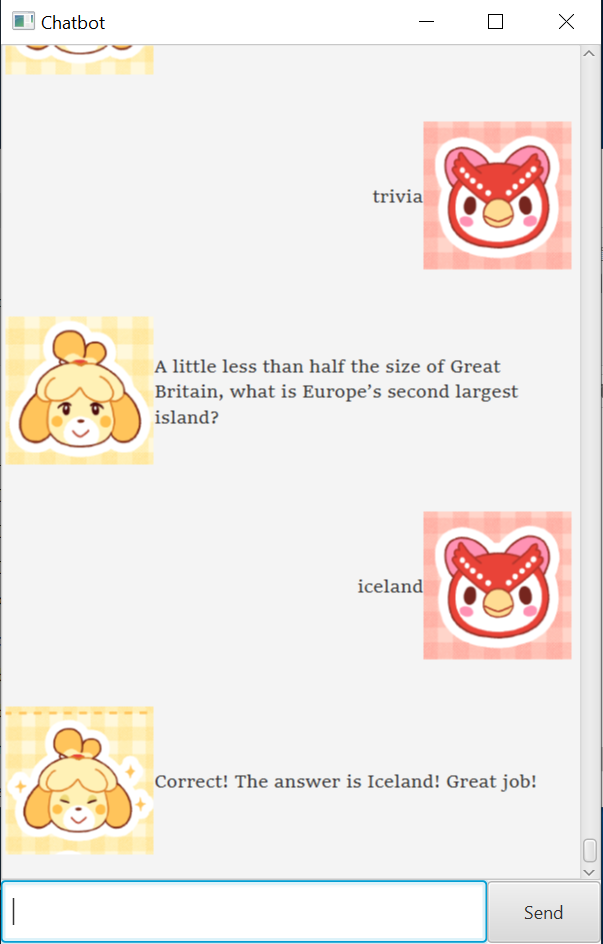 Chatbot
trivia
A little less than half the size of Great
Britain, what is Europe’s second largest
island?
iceland
Correct! The answer is Iceland! Great job!
Send